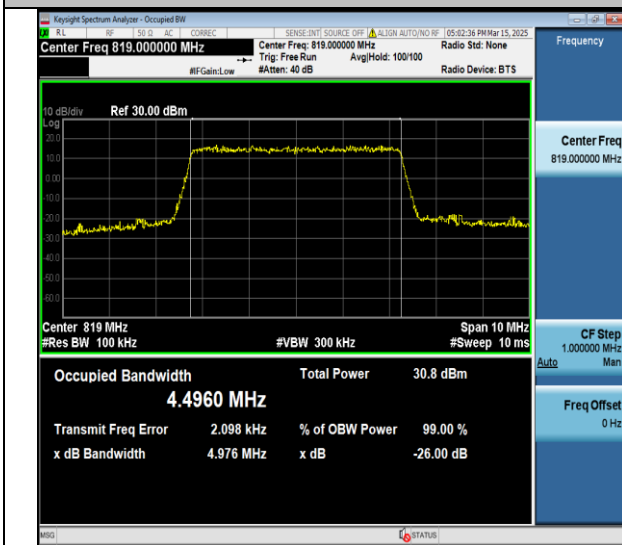 Keysight Spectrum Analyzer - Occupied BW
RL RF 50 Ω AC CORREC SENSE:INT SOURCE OFF ALIGN AUTO/NO RF 05:02:36 PM Mar 15, 2025
Center Freq 819.000000 MHz
Center Freq: 819.000000 MHz Radio Std: None
Trig: Free Run Avg|Hold: 100/100
#IFGain:Low #Atten: 40 dB Radio Device: BTS
Frequency
10 dB/div Ref 30.00 dBm
Log
20.0
10.0
0.00
-10.0
-20.0
-30.0
-40.0
-50.0
-60.0
Center Freq
819.000000 MHz
Center 819 MHz Span 10 MHz
#Res BW 100 kHz #VBW 300 kHz #Sweep 10 ms
CF Step
1.000000 MHz
Auto Man
Occupied Bandwidth Total Power 30.8 dBm
4.4960 MHz
Transmit Freq Error 2.098 kHz % of OBW Power 99.00 %
x dB Bandwidth 4.976 MHz x dB -26.00 dB
Freq Offset
0 Hz
MSG STATUS